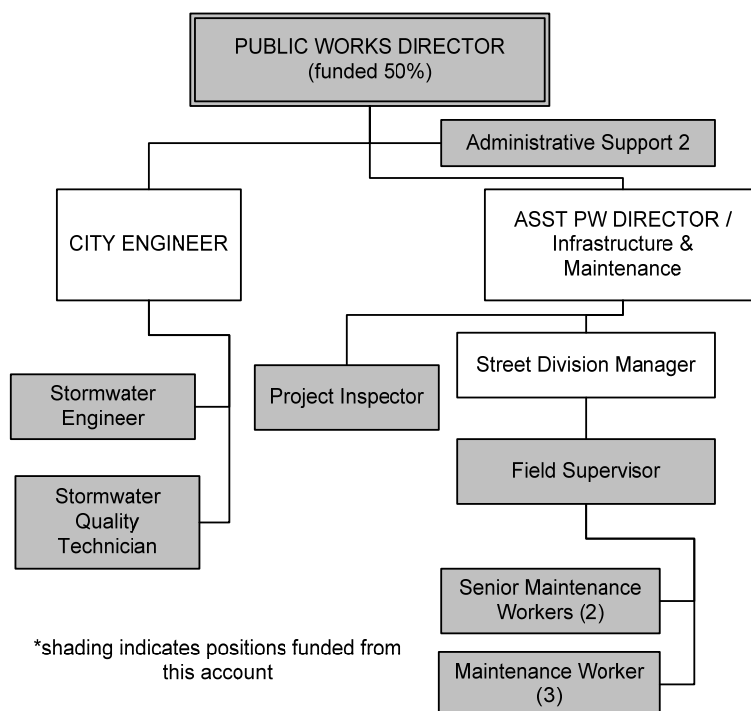 PUBLIC WORKS DIRECTOR
(funded 50%)
Administrative Support 2
CITY ENGINEER
ASST PW DIRECTOR /
Infrastructure &
Maintenance
Stormwater
Engineer
Project Inspector
Street Division Manager
Stormwater
Quality
Technician
Field Supervisor
Senior Maintenance
Workers (2)
Maintenance Worker
(3)
*shading indicates positions funded from
this account